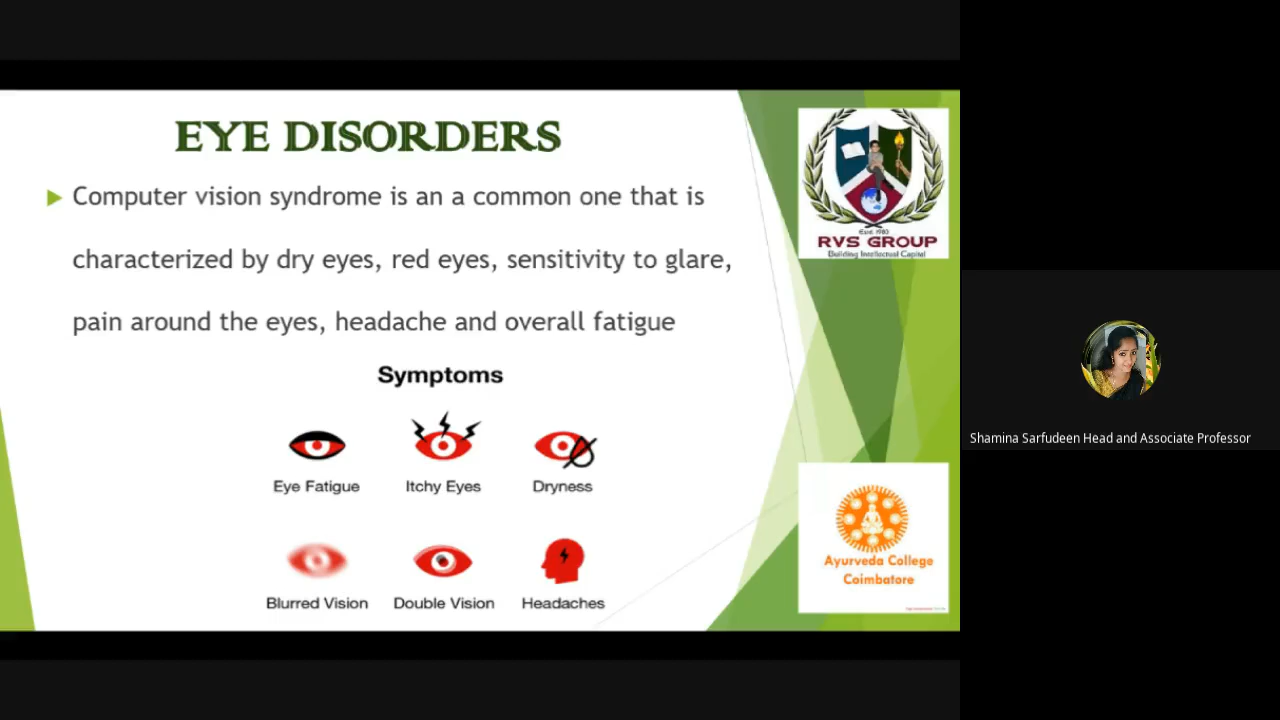 EYE DISORDERS
Computer vision syndrome is an a common one that is
characterized by dry eyes, red eyes, sensitivity to glare,
pain around the eyes, headache and overall fatigue
Symptoms
Eye Fatigue
Itchy Eyes
Dryness
Blurred Vision
Double Vision
Headaches
Estd. 1983
RVS GROUP
Building Intellectual Capital
Ayurveda College
Coimbatore
Shamina Sarfudeen Head and Associate Professor